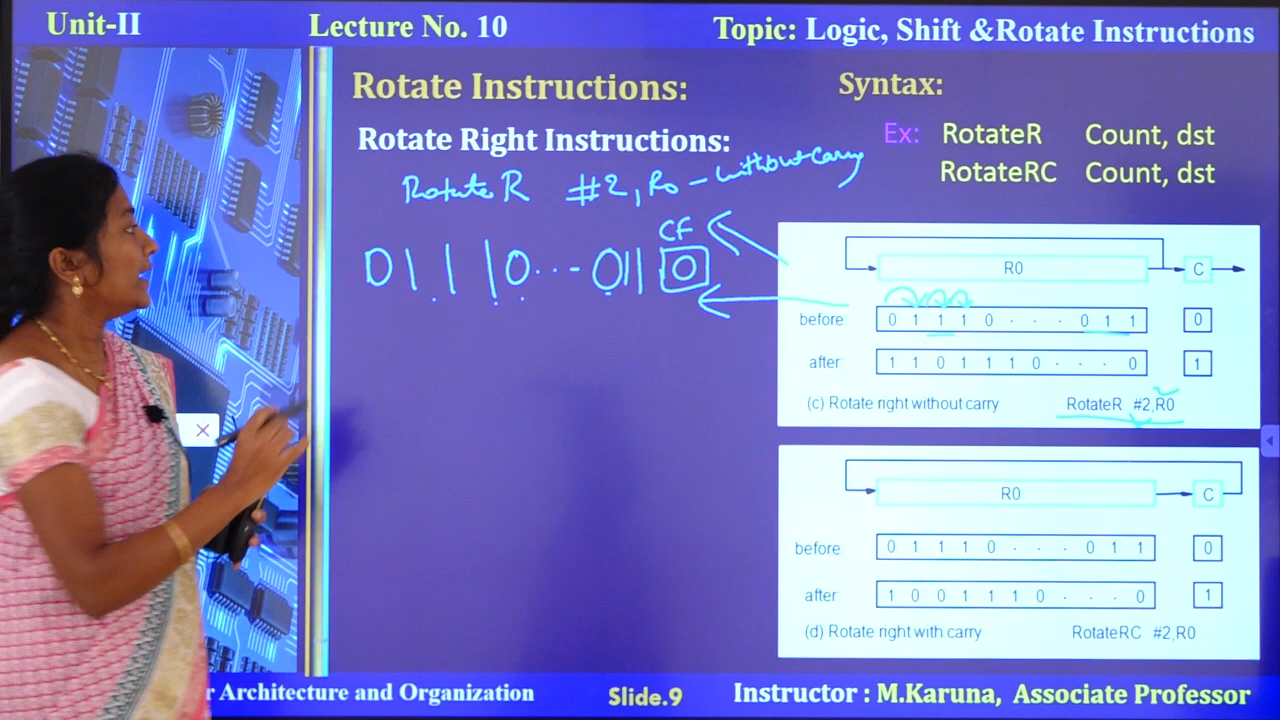 Unit-II Lecture No. 10 Topic: Logic, Shift &Rotate Instructions
Rotate Instructions: Syntax:
Rotate Right Instructions: Ex: RotateR Count, dst
RotateRC Count, dst
RotateR #2, R0 - without carry
CF
0 1 1 1 0 ... 0 1 1 0
R0 C
before: 0 1 1 1 0 · · · 0 1 1 0
after: 1 1 0 1 1 1 0 · · · 0 1
(c) Rotate right without carry RotateR #2,R0
R0 C
before: 0 1 1 1 0 · · · 0 1 1 0
after: 1 0 0 1 1 1 0 · · · 0 1
(d) Rotate right with carry RotateRC #2,R0
r Architecture and Organization Slide.9 Instructor : M.Karuna, Associate Professor